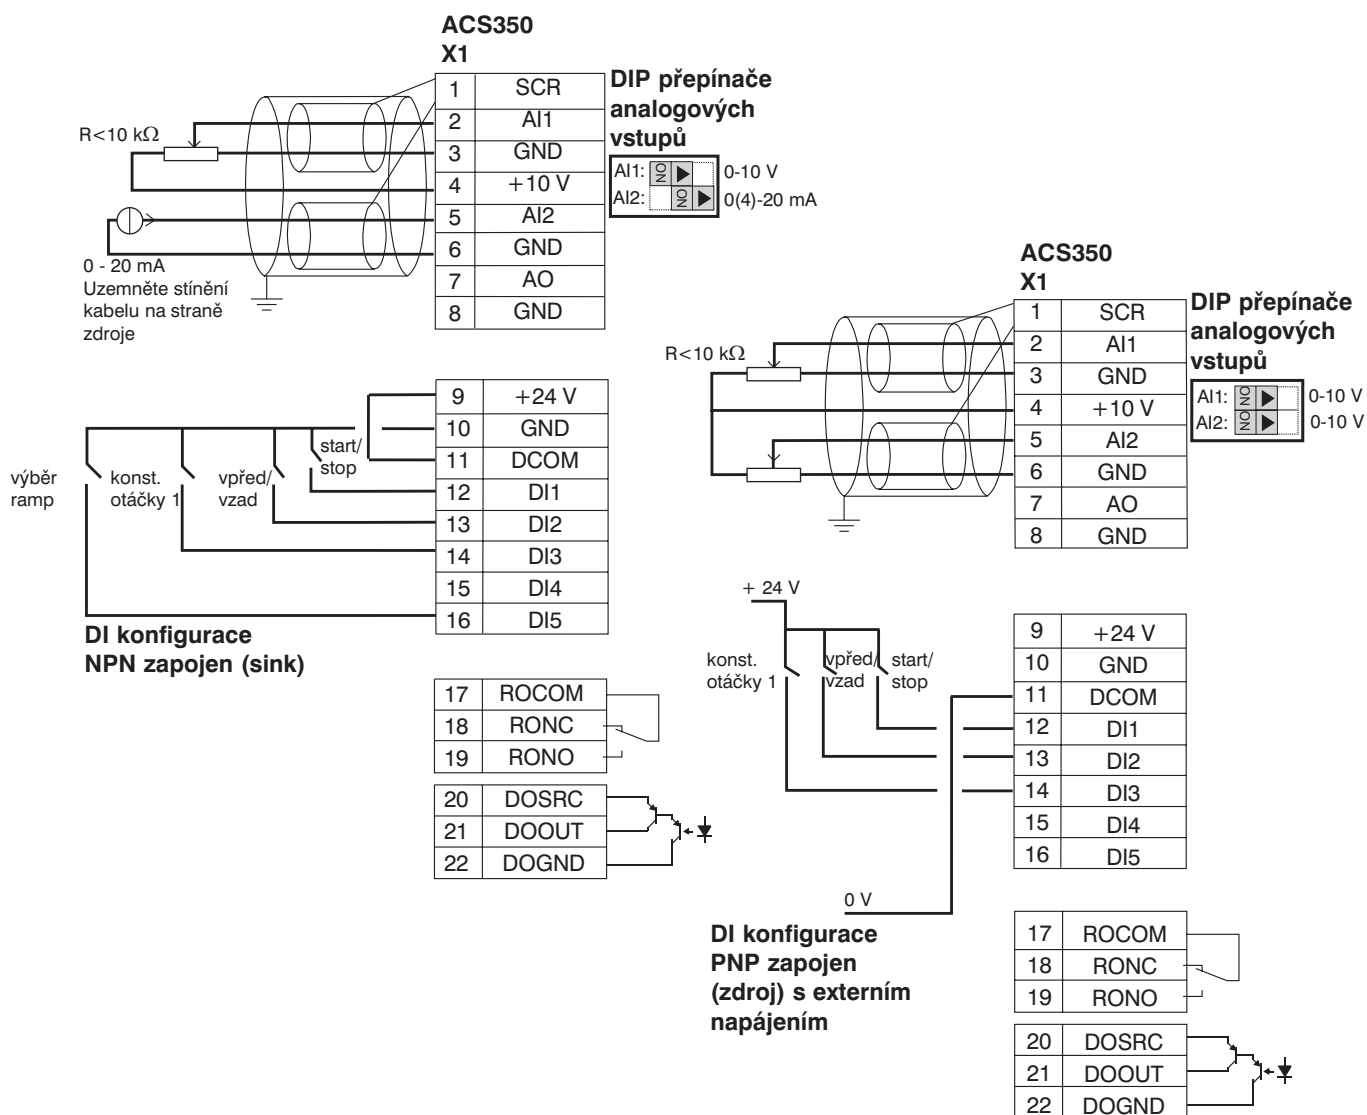 ACS350
X1
1 SCR
2 AI1
3 GND
4 +10 V
5 AI2
6 GND
7 AO
8 GND
DIP přepínače
analogových
vstupů
AI1: ON 0-10 V
AI2: ON 0(4)-20 mA
R<10 kΩ
0 - 20 mA
Uzemněte stínění
kabelu na straně
zdroje
9 +24 V
10 GND
11 DCOM
12 DI1
13 DI2
14 DI3
15 DI4
16 DI5
výběr
ramp
konst.
otáčky 1
vpřed/
vzad
start/
stop
DI konfigurace
NPN zapojen (sink)
17 ROCOM
18 RONC
19 RONO
20 DOSRC
21 DOOUT
22 DOGND
ACS350
X1
1 SCR
2 AI1
3 GND
4 +10 V
5 AI2
6 GND
7 AO
8 GND
DIP přepínače
analogových
vstupů
AI1: ON 0-10 V
AI2: ON 0-10 V
R<10 kΩ
+ 24 V
konst.
otáčky 1
vpřed/
vzad
start/
stop
9 +24 V
10 GND
11 DCOM
12 DI1
13 DI2
14 DI3
15 DI4
16 DI5
0 V
DI konfigurace
PNP zapojen
(zdroj) s externím
napájením
17 ROCOM
18 RONC
19 RONO
20 DOSRC
21 DOOUT
22 DOGND